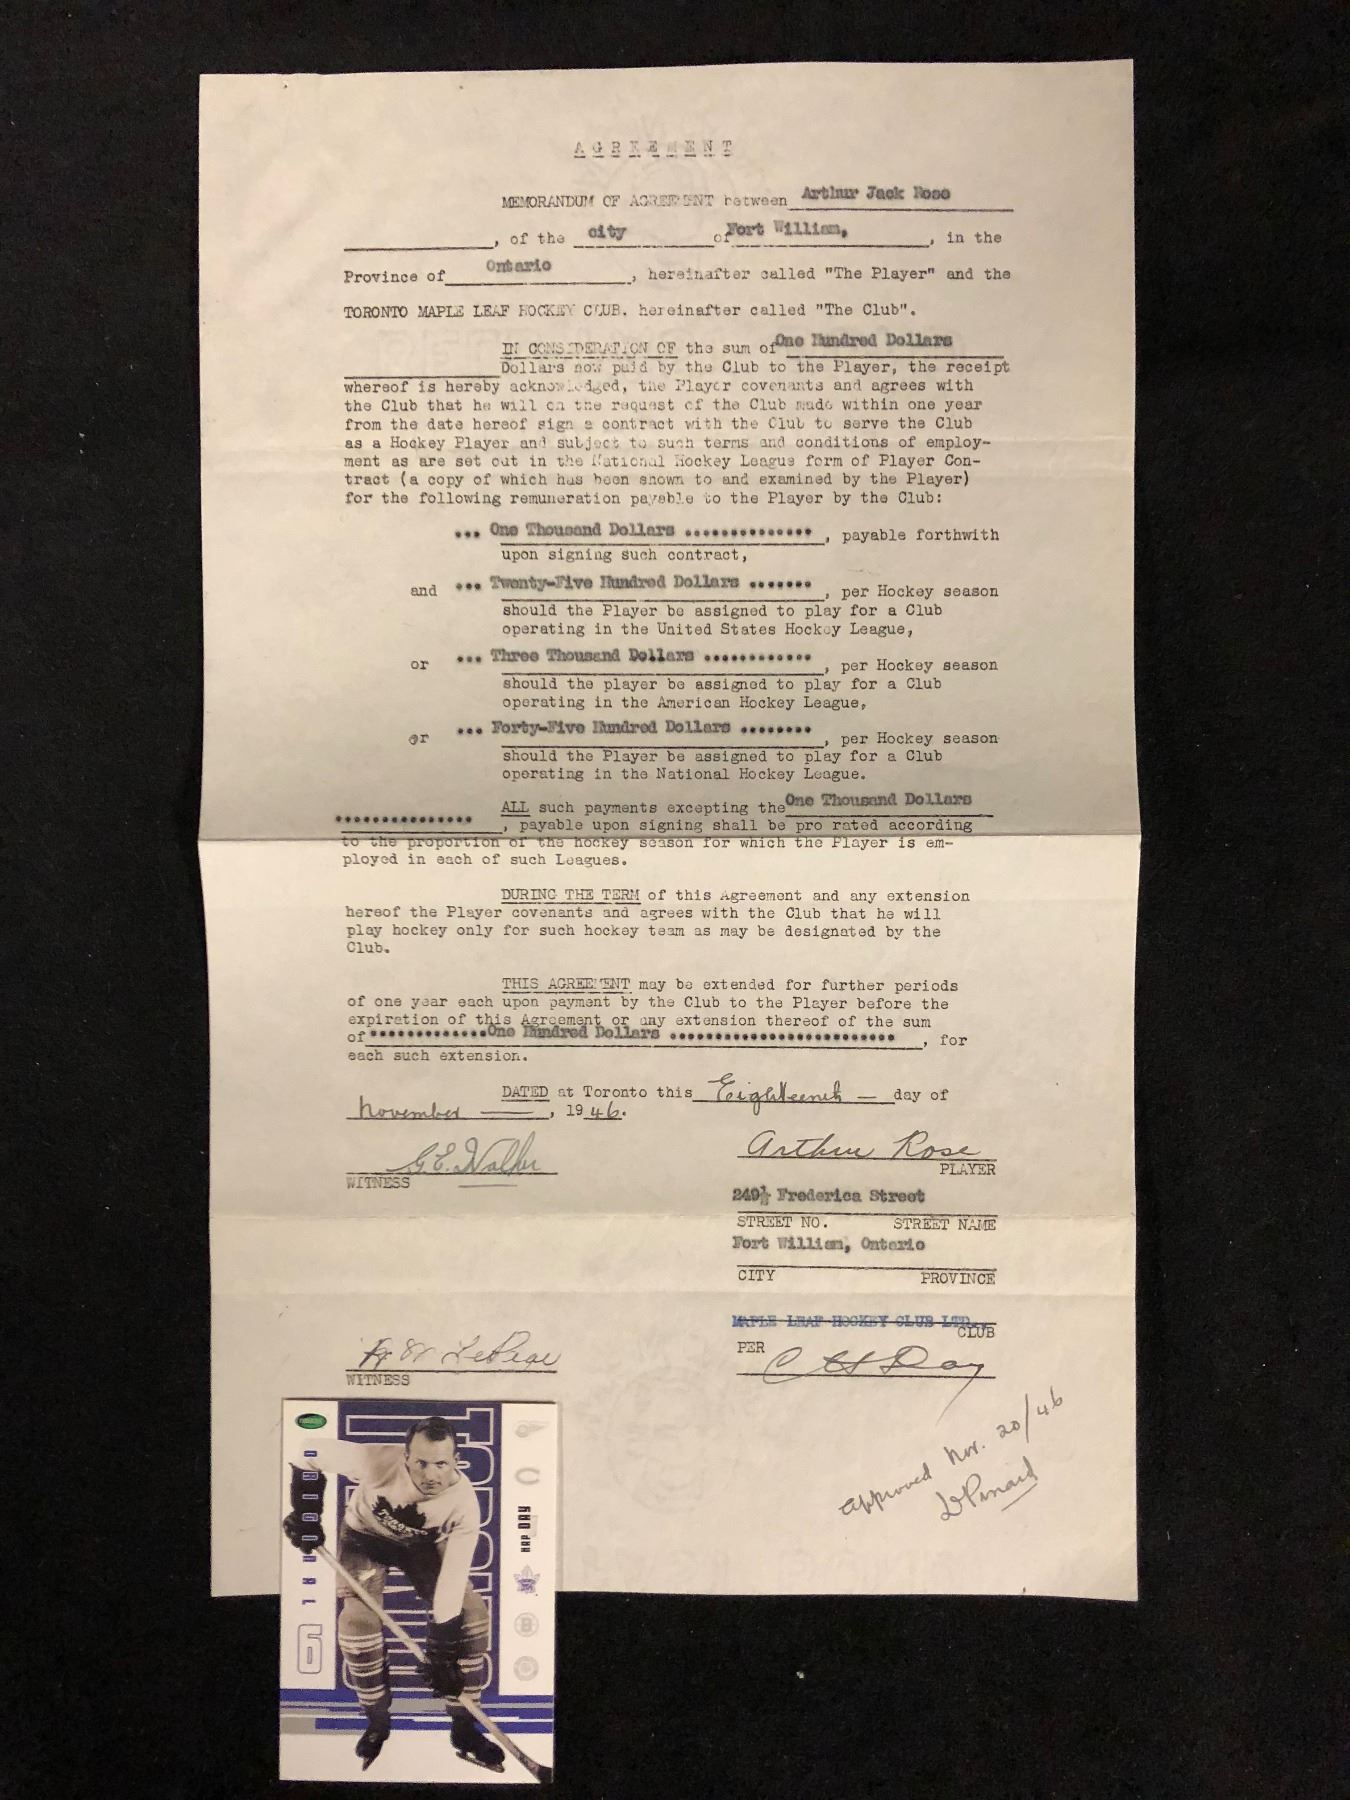 AGREEMENT
MEMORANDUM OF AGREEMENT between Arthur Jack Rose
, of the city of Fort William, , in the
Province of Ontario , hereinafter called "The Player" and the
TORONTO MAPLE LEAF HOCKEY CLUB, hereinafter called "The Club".
IN CONSIDERATION OF the sum of One Hundred Dollars
Dollars now paid by the Club to the Player, the receipt
whereof is hereby acknowledged, the Player covenants and agrees with
the Club that he will on the request of the Club made within one year
from the date hereof sign a contract with the Club to serve the Club
as a Hockey Player and subject to such terms and conditions of employ-
ment as are set out in the National Hockey League form of Player Con-
tract (a copy of which has been shown to and examined by the Player)
for the following remuneration payable to the Player by the Club:
... One Thousand Dollars .............. , payable forthwith
upon signing such contract,
and ... Twenty-Five Hundred Dollars ....... , per Hockey season
should the Player be assigned to play for a Club
operating in the United States Hockey League,
or ... Three Thousand Dollars ............ , per Hockey season
should the player be assigned to play for a Club
operating in the American Hockey League,
or ... Forty-Five Hundred Dollars ........ , per Hockey season
should the Player be assigned to play for a Club
operating in the National Hockey League.
ALL such payments excepting the One Thousand Dollars
............... , payable upon signing shall be pro rated according
to the proportion of the hockey season for which the Player is em-
ployed in each of such Leagues.
DURING THE TERM of this Agreement and any extension
hereof the Player covenants and agrees with the Club that he will
play hockey only for such hockey team as may be designated by the
Club.
THIS AGREEMENT may be extended for further periods
of one year each upon payment by the Club to the Player before the
expiration of this Agreement or any extension thereof of the sum
of .............One Hundred Dollars ......................... , for
each such extension.
DATED at Toronto this Eighteenth — day of
November — , 1946.
G.E. Walker Arthur Rose
WITNESS PLAYER
249½ Frederica Street
STREET NO. STREET NAME
Fort William, Ontario
CITY PROVINCE
MAPLE LEAF HOCKEY CLUB LTD.
CLUB
PER C H Day
WITNESS
approved Nov. 20/46
TORONTO
ORIGINAL
6
HAP DAY
TORONTO
B